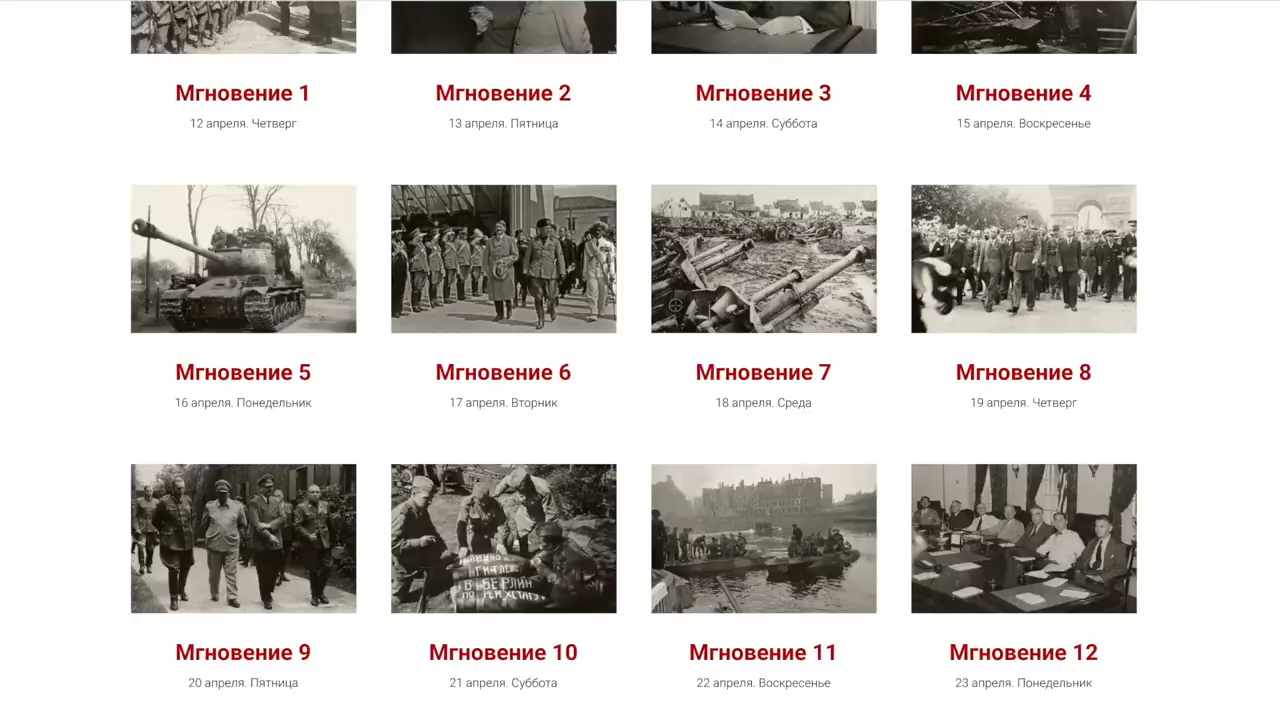 Мгновение 1
Мгновение 2
Мгновение 3
Мгновение 4
12 апреля. Четверг
13 апреля. Пятница
14 апреля. Суббота
15 апреля. Воскресенье
Мгновение 5
Мгновение 6
Мгновение 7
Мгновение 8
16 апреля. Понедельник
17 апреля. Вторник
18 апреля. Среда
19 апреля. Четверг
В БЕРЛИН
Мгновение 9
Мгновение 10
Мгновение 11
Мгновение 12
20 апреля. Пятница
21 апреля. Суббота
22 апреля. Воскресенье
23 апреля. Понедельник